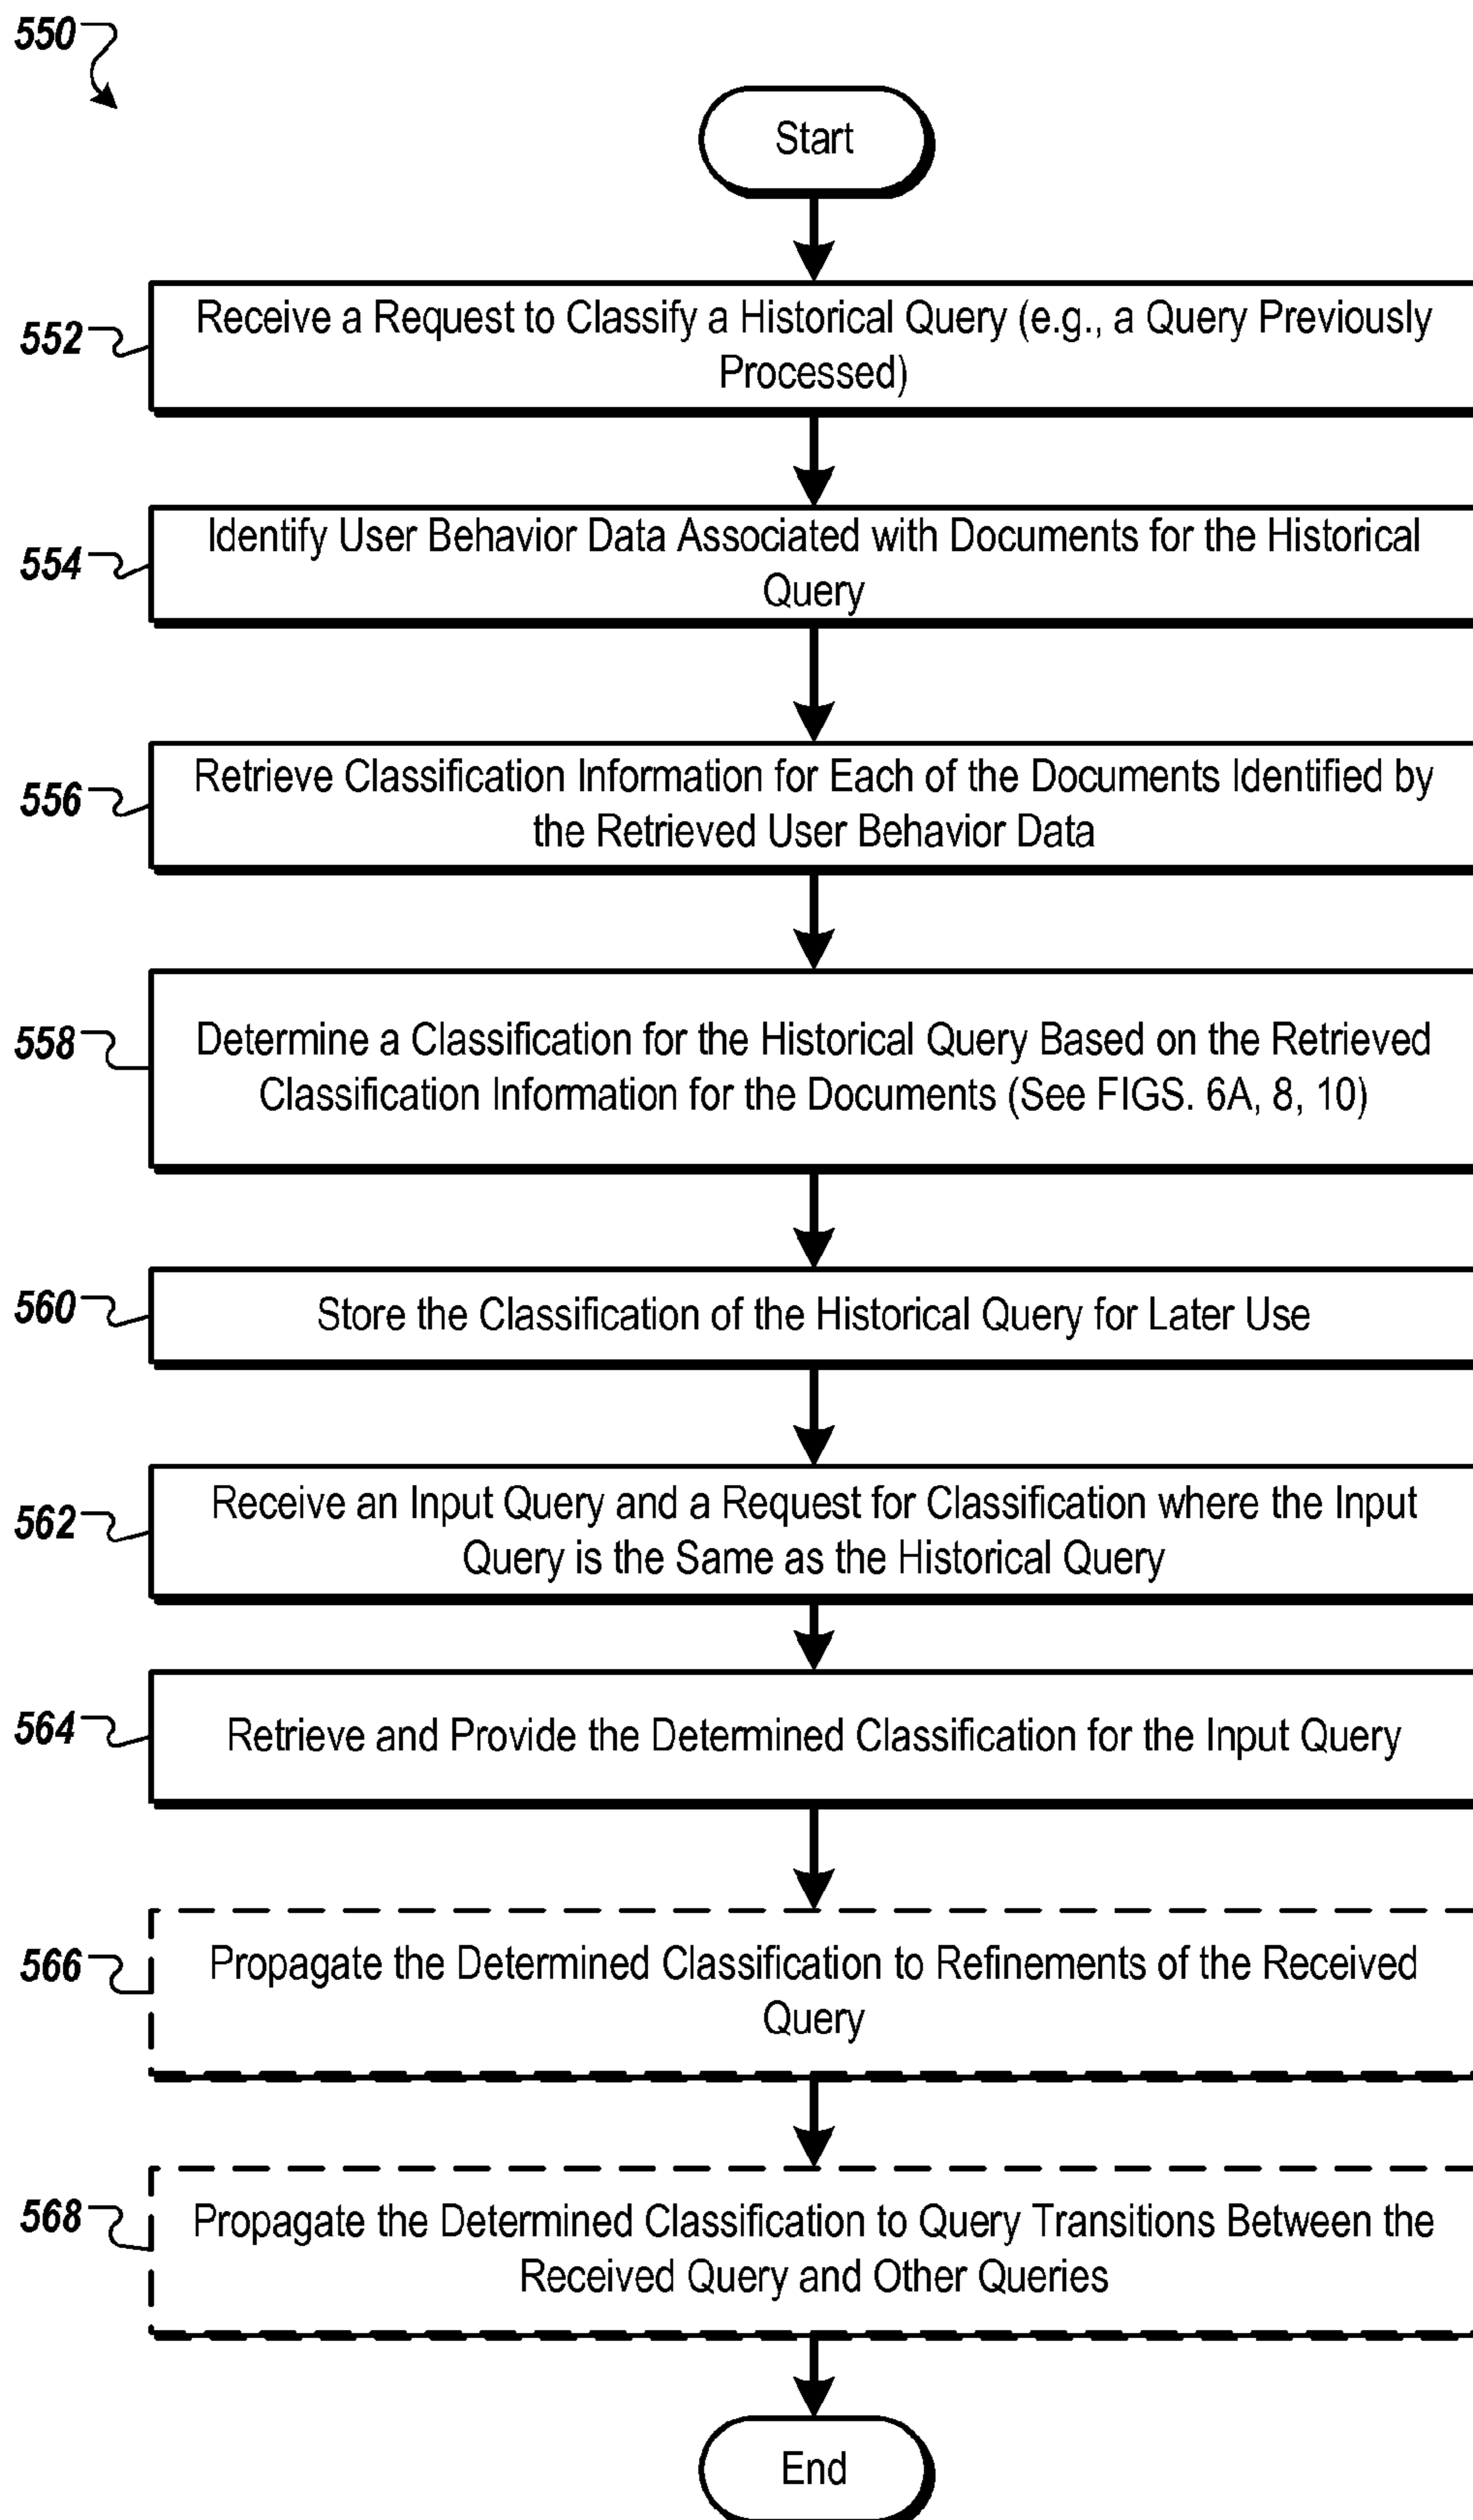 550
Start
552
Receive a Request to Classify a Historical Query (e.g., a Query Previously
Processed)
554
Identify User Behavior Data Associated with Documents for the Historical
Query
556
Retrieve Classification Information for Each of the Documents Identified by
the Retrieved User Behavior Data
558
Determine a Classification for the Historical Query Based on the Retrieved
Classification Information for the Documents (See FIGS. 6A, 8, 10)
560
Store the Classification of the Historical Query for Later Use
562
Receive an Input Query and a Request for Classification where the Input
Query is the Same as the Historical Query
564
Retrieve and Provide the Determined Classification for the Input Query
566
Propagate the Determined Classification to Refinements of the Received
Query
568
Propagate the Determined Classification to Query Transitions Between the
Received Query and Other Queries
End